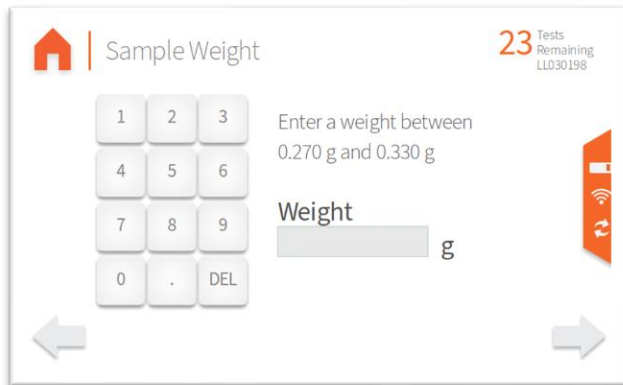 Sample Weight
23 Tests
Remaining
LL030198
1 2 3
4 5 6
7 8 9
0 . DEL
Enter a weight between
0.270 g and 0.330 g
Weight
g